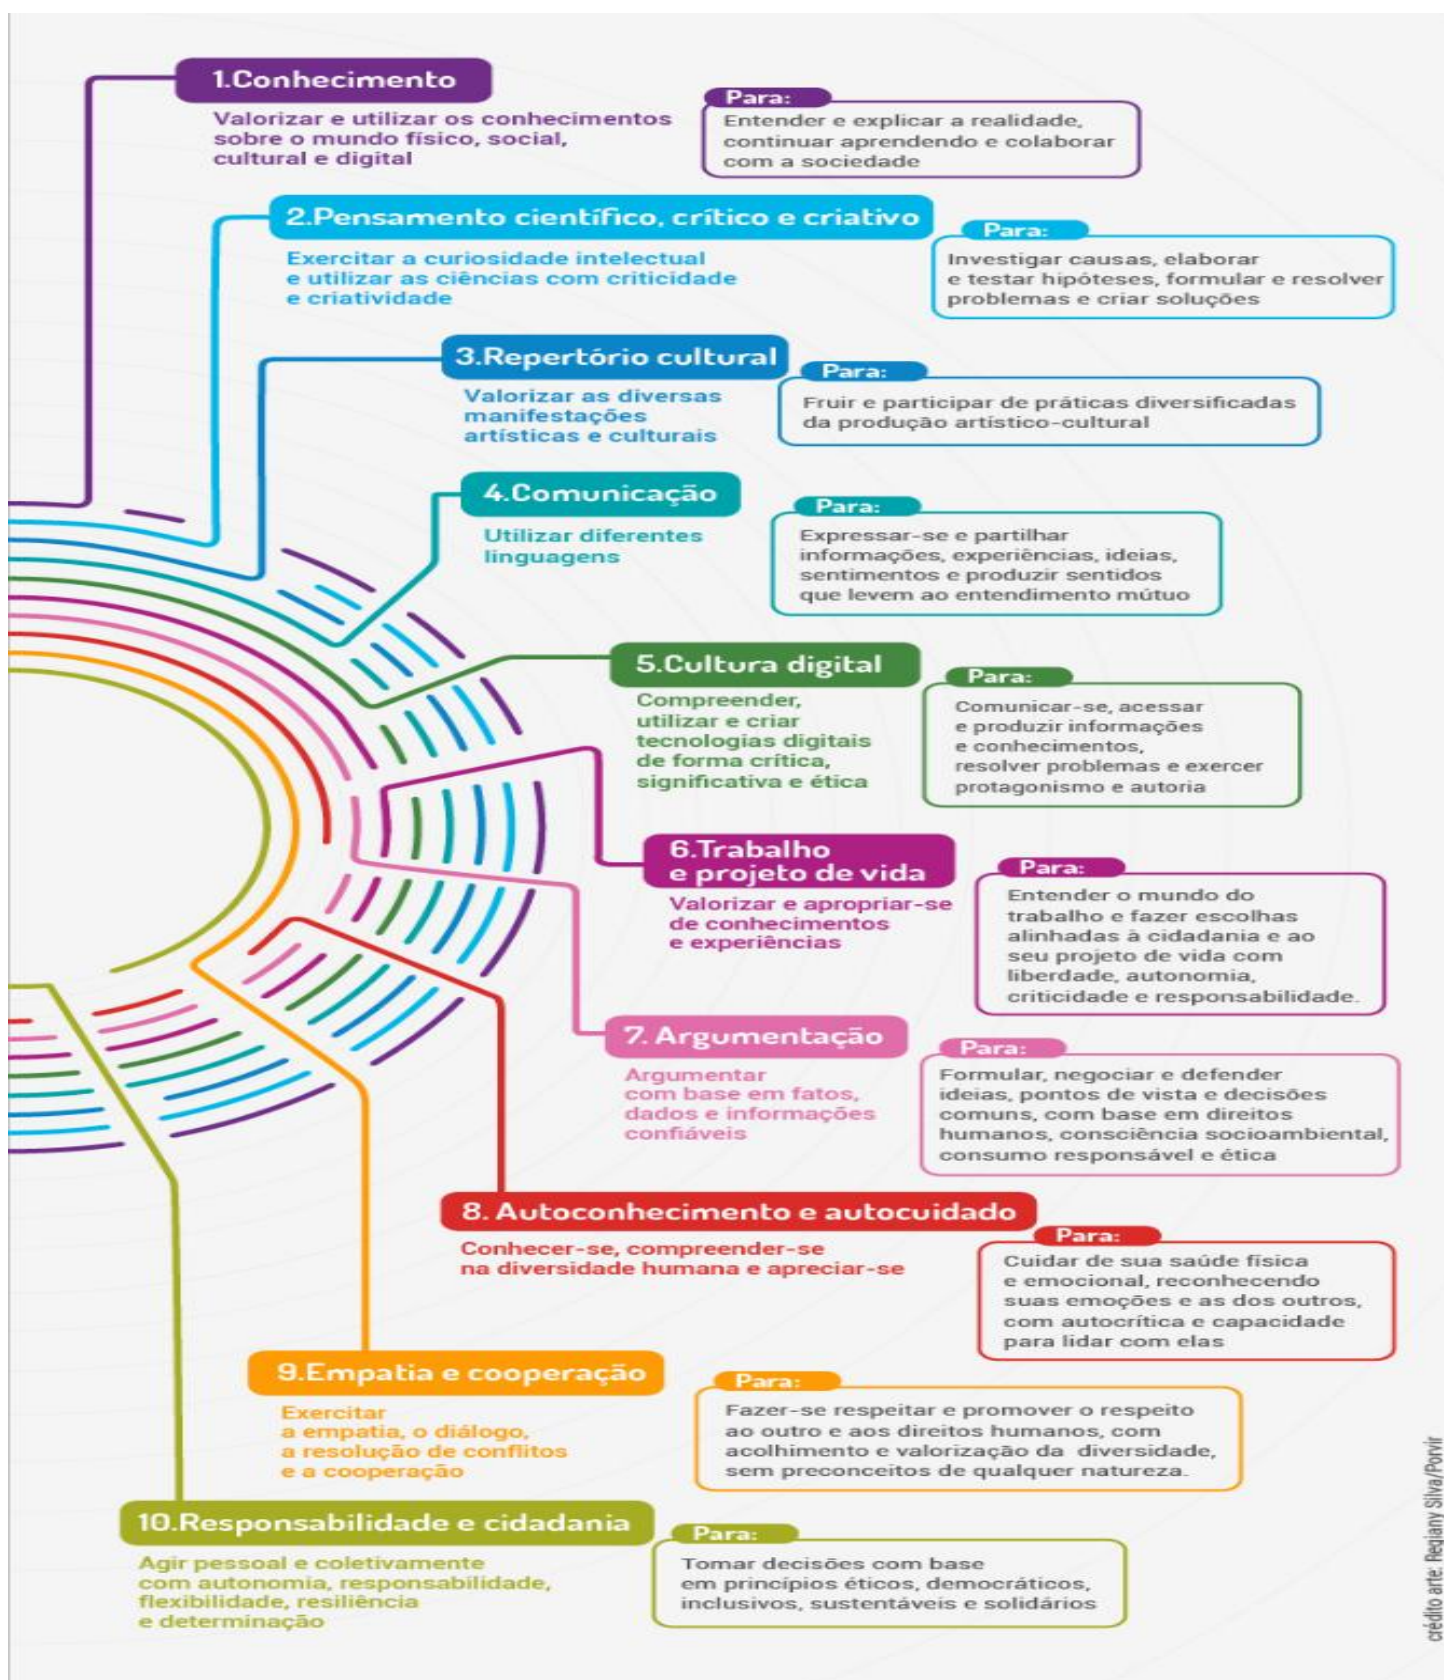 1.Conhecimento
Valorizar e utilizar os conhecimentos
sobre o mundo físico, social,
cultural e digital
Para:
Entender e explicar a realidade,
continuar aprendendo e colaborar
com a sociedade
2.Pensamento científico, crítico e criativo
Exercitar a curiosidade intelectual
e utilizar as ciências com criticidade
e criatividade
Para:
Investigar causas, elaborar
e testar hipóteses, formular e resolver
problemas e criar soluções
3.Repertório cultural
Valorizar as diversas
manifestações
artísticas e culturais
Para:
Fruir e participar de práticas diversificadas
da produção artístico-cultural
4.Comunicação
Utilizar diferentes
linguagens
Para:
Expressar-se e partilhar
informações, experiências, ideias,
sentimentos e produzir sentidos
que levem ao entendimento mútuo
5.Cultura digital
Compreender,
utilizar e criar
tecnologias digitais
de forma crítica,
significativa e ética
Para:
Comunicar-se, acessar
e produzir informações
e conhecimentos,
resolver problemas e exercer
protagonismo e autoria
6.Trabalho
e projeto de vida
Valorizar e apropriar-se
de conhecimentos
e experiências
Para:
Entender o mundo do
trabalho e fazer escolhas
alinhadas à cidadania e ao
seu projeto de vida com
liberdade, autonomia,
criticidade e responsabilidade.
7. Argumentação
Argumentar
com base em fatos,
dados e informações
confiáveis
Para:
Formular, negociar e defender
ideias, pontos de vista e decisões
comuns, com base em direitos
humanos, consciência socioambiental,
consumo responsável e ética
8. Autoconhecimento e autocuidado
Conhecer-se, compreender-se
na diversidade humana e apreciar-se
Para:
Cuidar de sua saúde física
e emocional, reconhecendo
suas emoções e as dos outros,
com autocrítica e capacidade
para lidar com elas
9.Empatia e cooperação
Exercitar
a empatia, o diálogo,
a resolução de conflitos
e a cooperação
Para:
Fazer-se respeitar e promover o respeito
ao outro e aos direitos humanos, com
acolhimento e valorização da diversidade,
sem preconceitos de qualquer natureza.
10.Responsabilidade e cidadania
Agir pessoal e coletivamente
com autonomia, responsabilidade,
flexibilidade, resiliência
e determinação
Para:
Tomar decisões com base
em princípios éticos, democráticos,
inclusivos, sustentáveis e solidários
crédito arte: Regiany Silva/Porvir